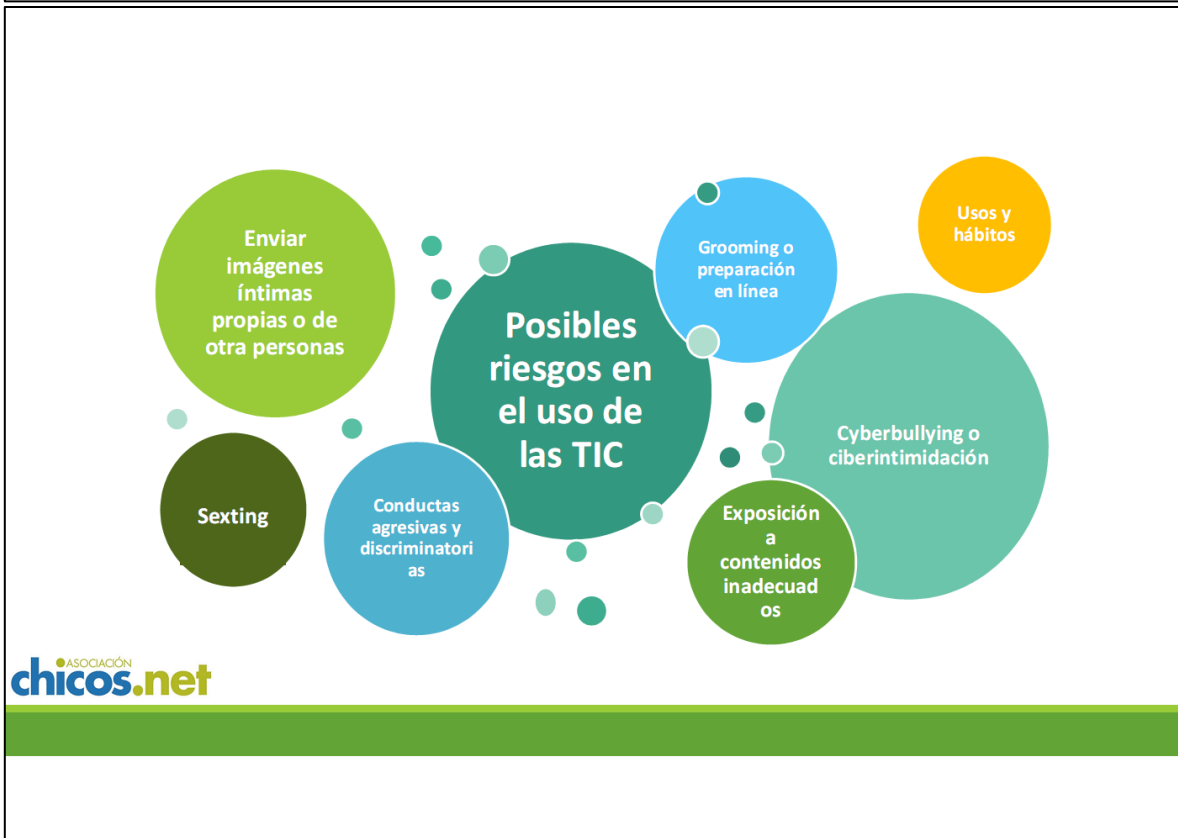 Enviar
imágenes
íntimas
propias o de
otra personas
Posibles
riesgos en
el uso de
las TIC
Grooming o
preparación
en línea
Usos y
hábitos
Cyberbullying o
ciberintimidación
Sexting
Conductas
agresivas y
discriminatori
as
Exposición
a
contenidos
inadecuad
os
ASOCIACIÓN
chicos.net